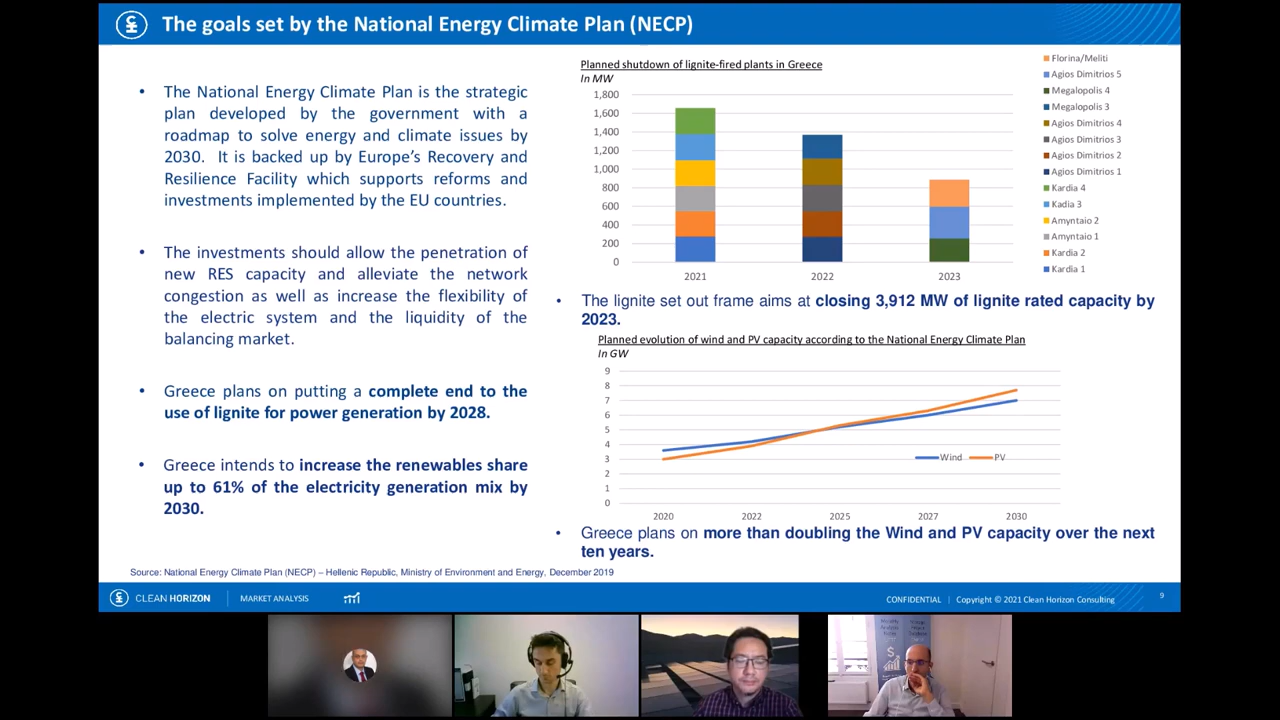 The goals set by the National Energy Climate Plan (NECP)
• The National Energy Climate Plan is the strategic
plan developed by the government with a
roadmap to solve energy and climate issues by
2030. It is backed up by Europe's Recovery and
Resilience Facility which supports reforms and
investments implemented by the EU countries.
• The investments should allow the penetration of
new RES capacity and alleviate the network
congestion as well as increase the flexibility of
the electric system and the liquidity of the
balancing market.
• Greece plans on putting a complete end to the
use of lignite for power generation by 2028.
• Greece intends to increase the renewables share
up to 61% of the electricity generation mix by
2030.
Planned shutdown of lignite-fired plants in Greece
In MW
1,800
1,600
1,400
1,200
1,000
800
600
400
200
0
2021 2022 2023
Florina/Meliti
Agios Dimitrios 5
Megalopolis 4
Megalopolis 3
Agios Dimitrios 4
Agios Dimitrios 3
Agios Dimitrios 2
Agios Dimitrios 1
Kardia 4
Kadia 3
Amyntaio 2
Amyntaio 1
Kardia 2
Kardia 1
• The lignite set out frame aims at closing 3,912 MW of lignite rated capacity by
2023.
Planned evolution of wind and PV capacity according to the National Energy Climate Plan
In GW
9
8
7
6
5
4
3
2
1
0
Wind PV
2020 2022 2025 2027 2030
• Greece plans on more than doubling the Wind and PV capacity over the next
ten years.
Source: National Energy Climate Plan (NECP) – Hellenic Republic, Ministry of Environment and Energy, December 2019
CLEAN HORIZON | MARKET ANALYSIS
CONFIDENTIAL | Copyright © 2021 Clean Horizon Consulting
9